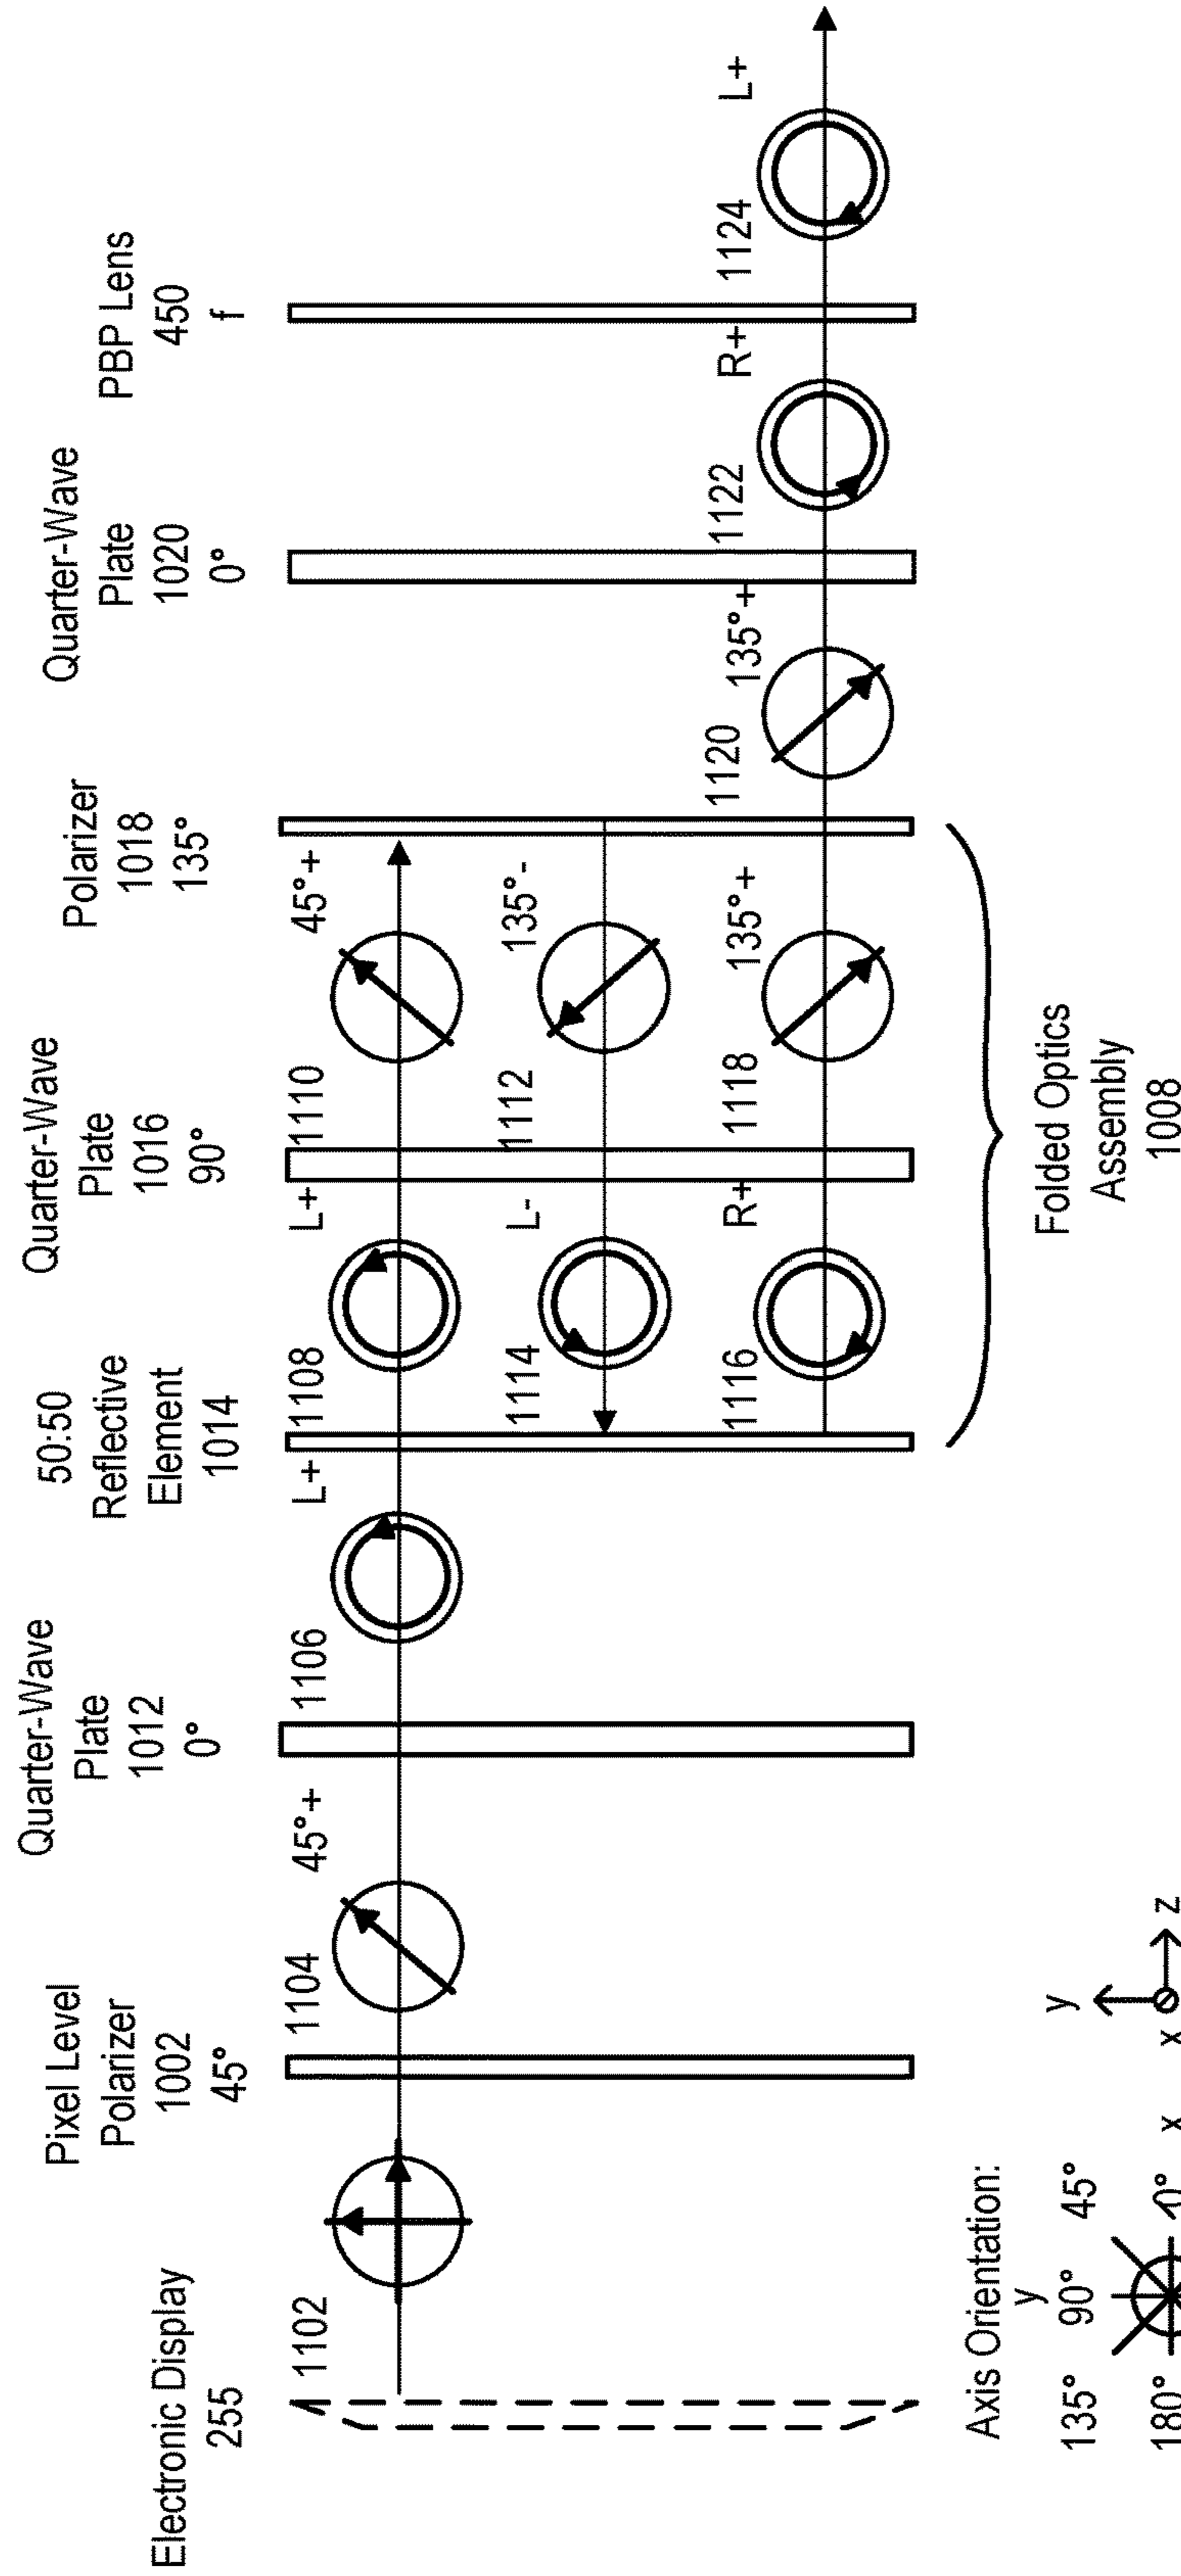 Electronic Display
255
Pixel Level
Polarizer
1002
45°
Quarter-Wave
Plate
1012
0°
50:50
Reflective
Element
1014
Quarter-Wave
Plate
1016
90°
Polarizer
1018
135°
Quarter-Wave
Plate
1020
0°
PBP Lens
450
f
1102
1104
45°+
1106
L+
1108
L+
1110
45°+
1114
L-
1112
135°-
1116
R+
1118
135°+
1120
135°+
1122
R+
1124
L+
Folded Optics
Assembly
1008
Axis Orientation:
y
135°
90°
45°
180°
0°
x
y
x
z